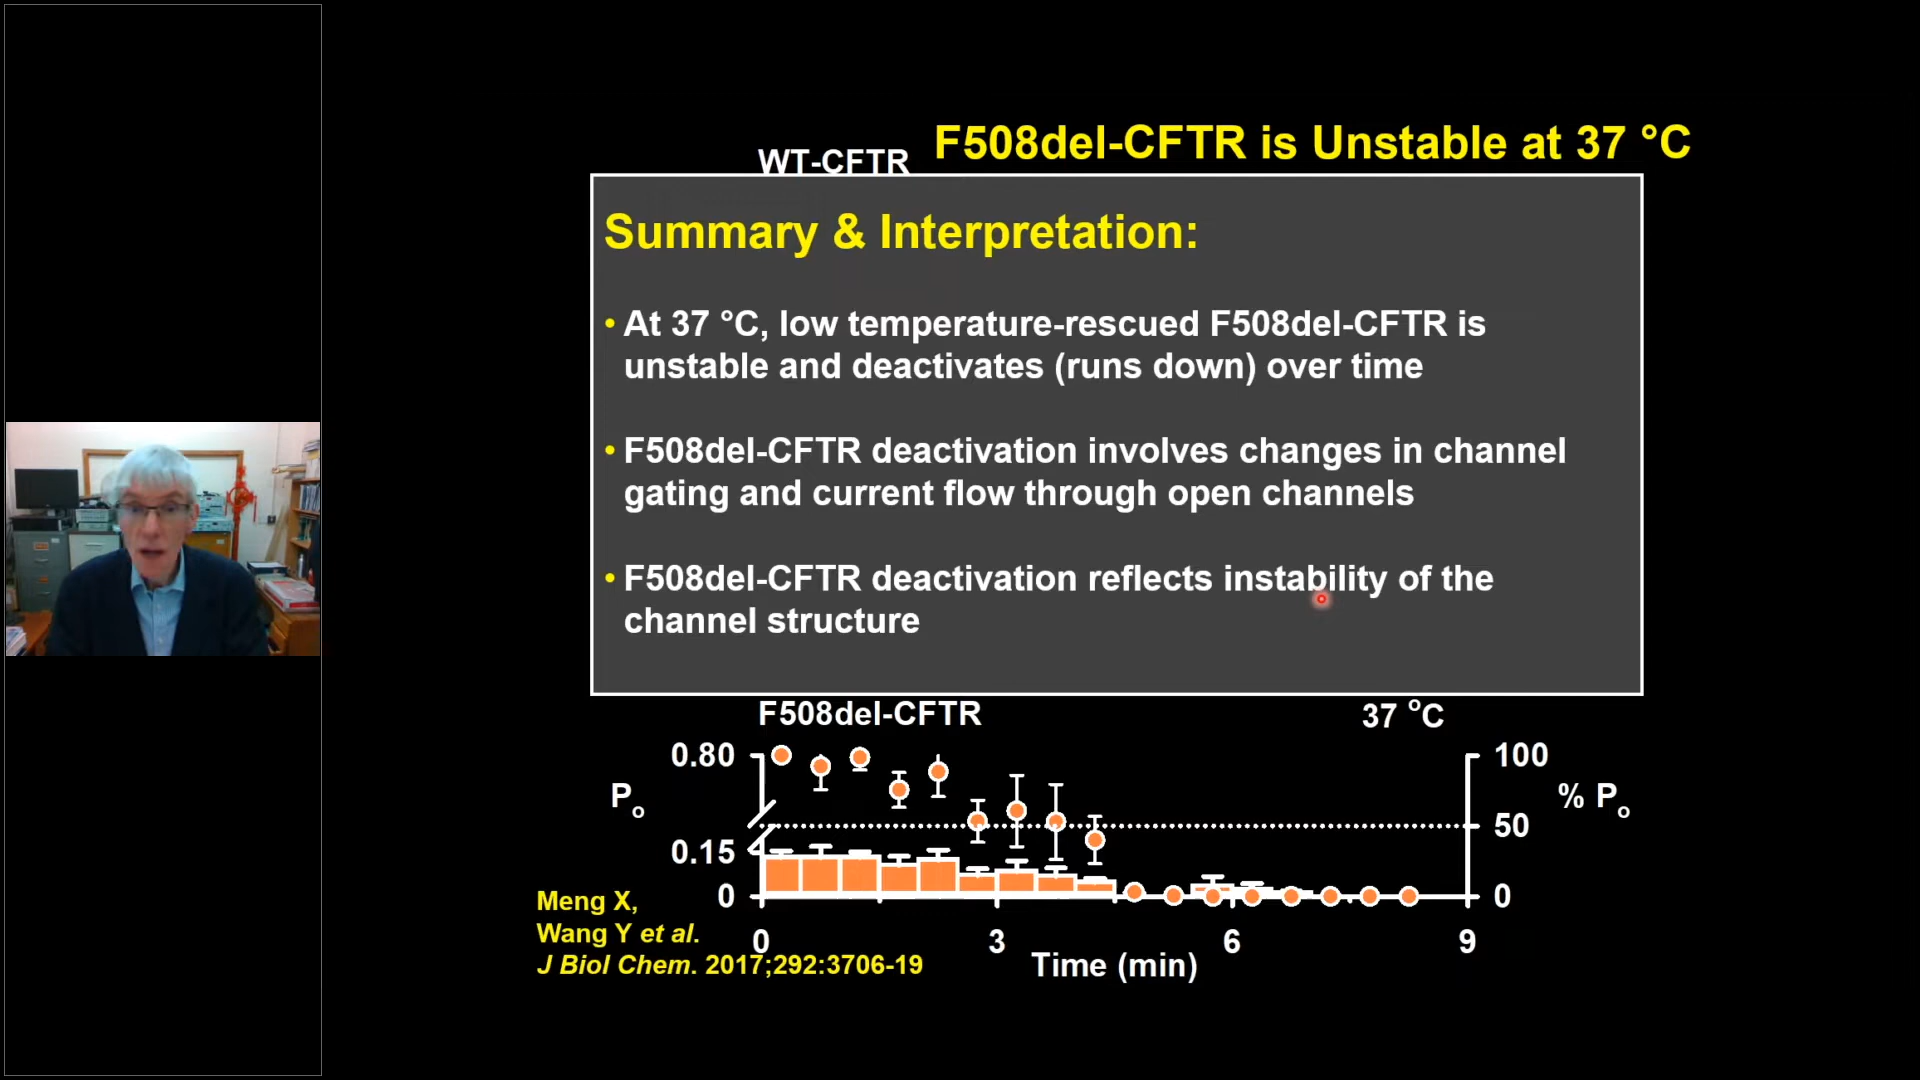 F508del-CFTR is Unstable at 37 °C
WT-CFTR
Summary & Interpretation:
• At 37 °C, low temperature-rescued F508del-CFTR is
unstable and deactivates (runs down) over time
• F508del-CFTR deactivation involves changes in channel
gating and current flow through open channels
• F508del-CFTR deactivation reflects instability of the
channel structure
F508del-CFTR
37 °C
0.80
0.15
0
Po
100
50
0
% Po
0 3 6 9
Time (min)
Meng X,
Wang Y et al.
J Biol Chem. 2017;292:3706-19